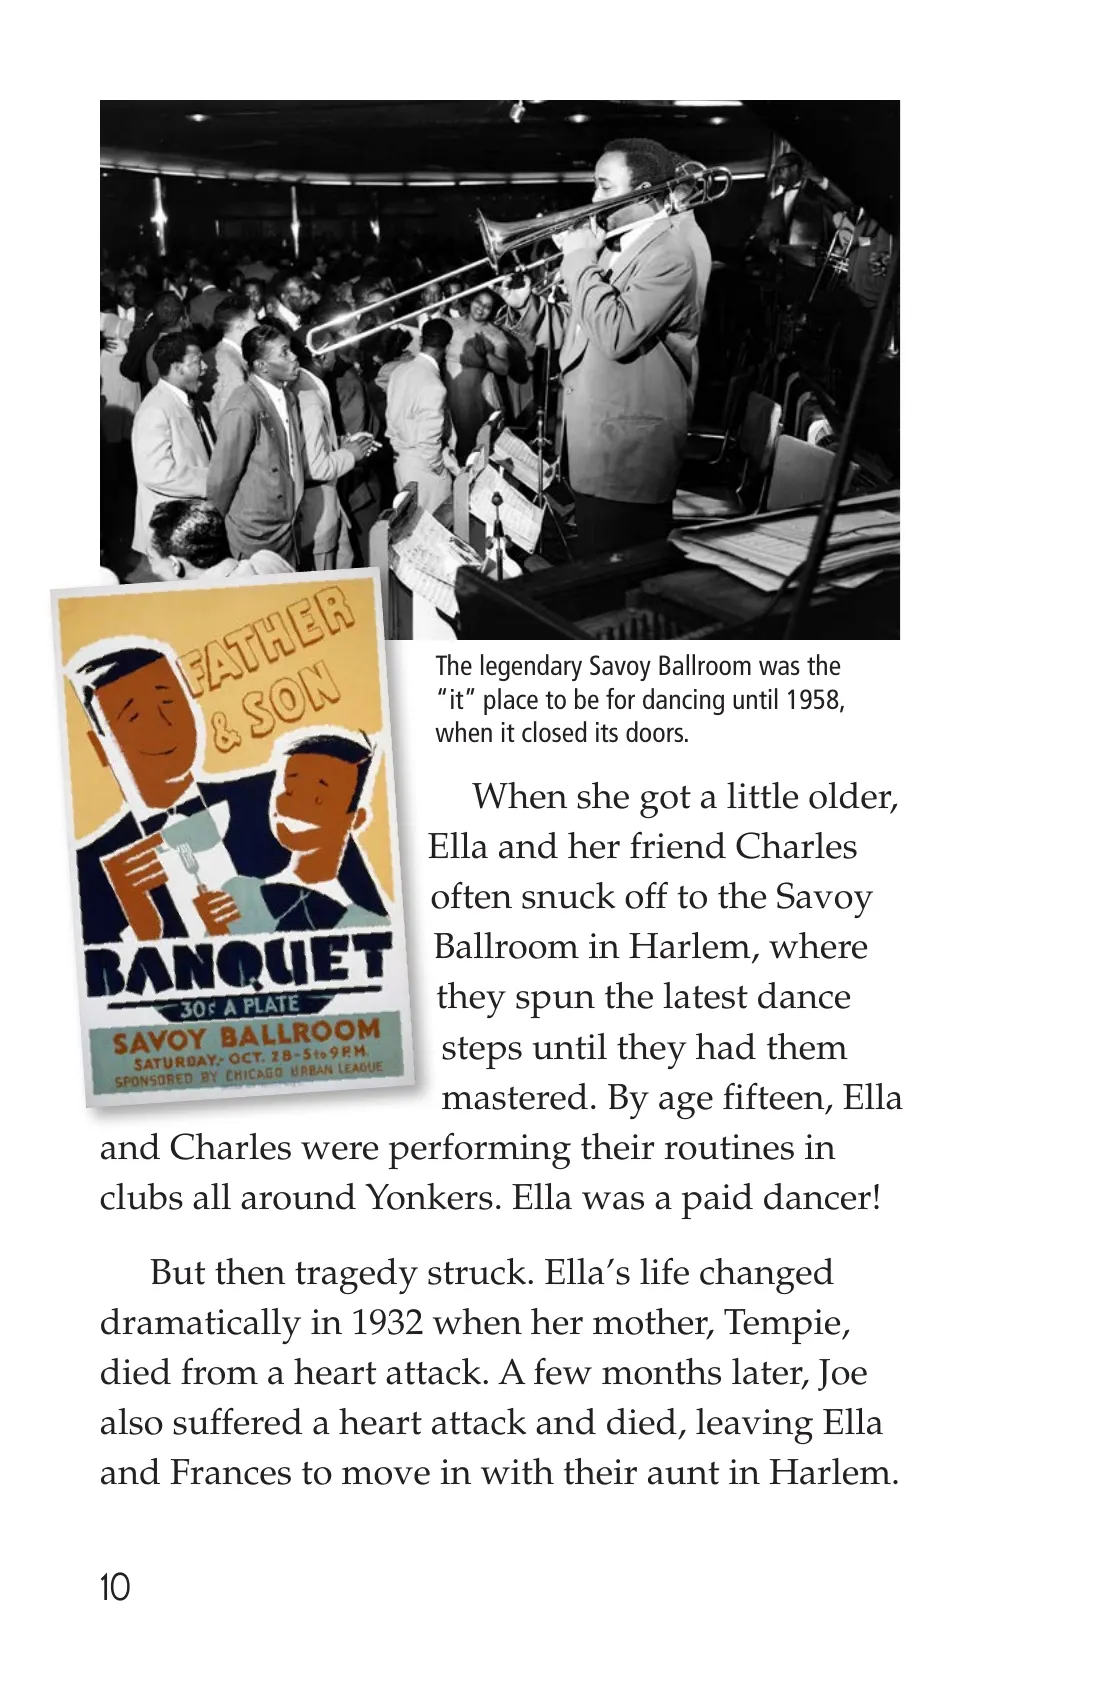 The legendary Savoy Ballroom was the
“it” place to be for dancing until 1958,
when it closed its doors.
FATHER
& SON
BANQUET
30¢ A PLATE
SAVOY BALLROOM
SATURDAY.- OCT. 28-5 to 9 P.M.
SPONSORED BY CHICAGO URBAN LEAGUE
When she got a little older,
Ella and her friend Charles
often snuck off to the Savoy
Ballroom in Harlem, where
they spun the latest dance
steps until they had them
mastered. By age fifteen, Ella
and Charles were performing their routines in
clubs all around Yonkers. Ella was a paid dancer!
But then tragedy struck. Ella’s life changed
dramatically in 1932 when her mother, Tempie,
died from a heart attack. A few months later, Joe
also suffered a heart attack and died, leaving Ella
and Frances to move in with their aunt in Harlem.
10